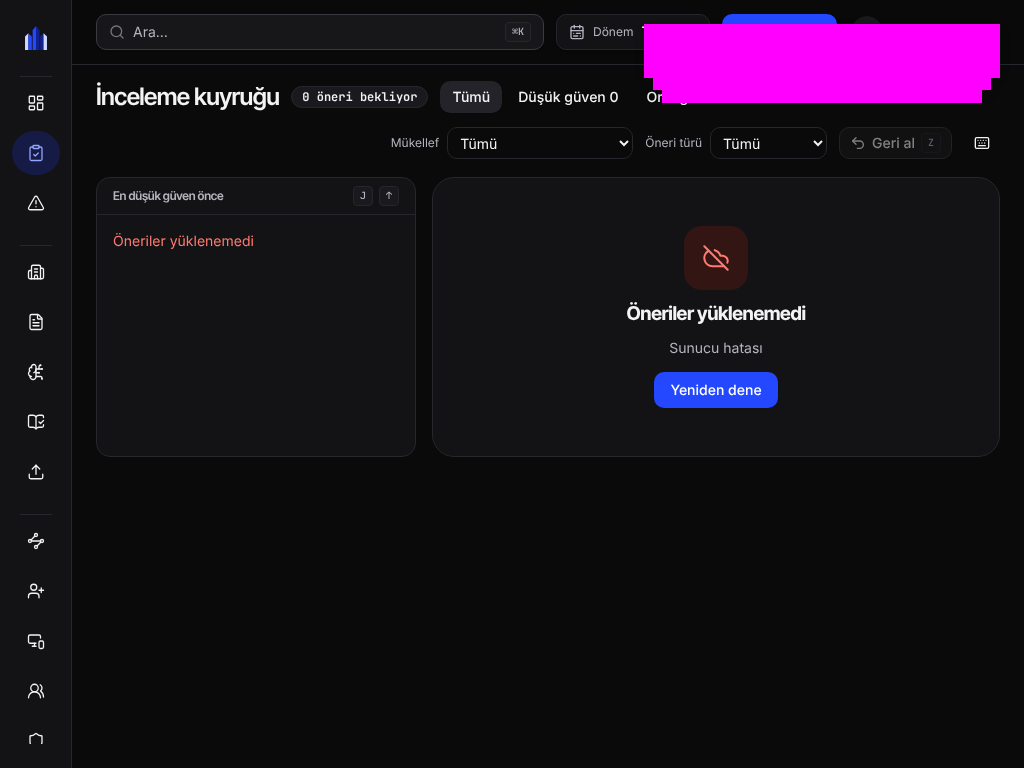 Ara...
⌘K
Dönem
İnceleme kuyruğu
0 öneri bekliyor
Tümü
Düşük güven 0
Mükellef
Tümü
Öneri türü
Tümü
Geri al
Z
En düşük güven önce
J
↑
Öneriler yüklenemedi
Öneriler yüklenemedi
Sunucu hatası
Yeniden dene